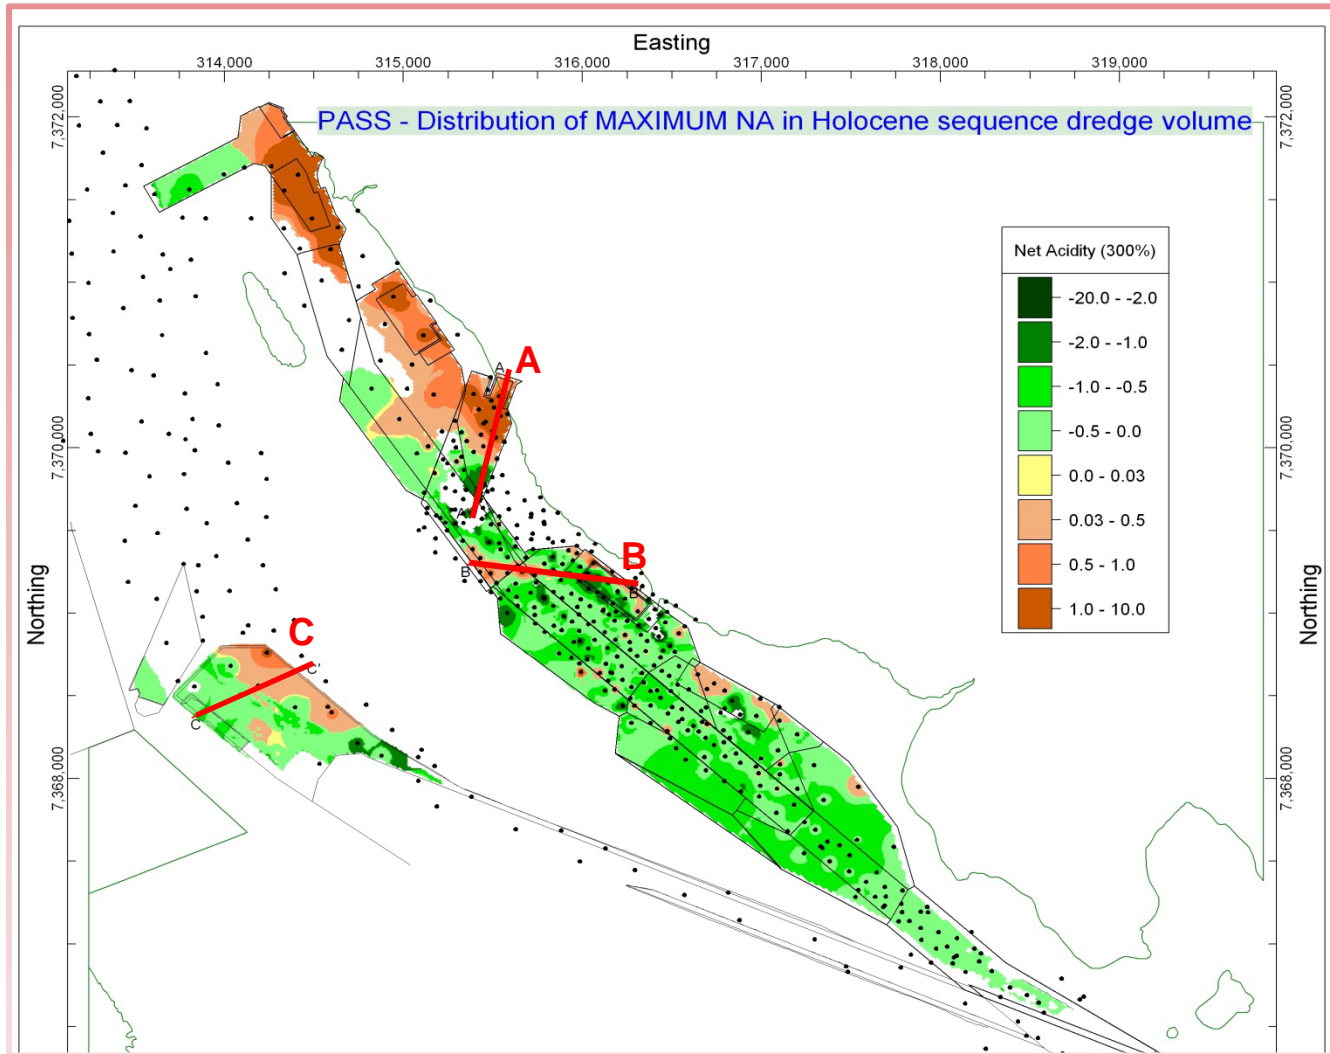 Easting
314,000 315,000 316,000 317,000 318,000 319,000
7,372,000 7,372,000
PASS - Distribution of MAXIMUM NA in Holocene sequence dredge volume
Net Acidity (300%)
-20.0 - -2.0
-2.0 - -1.0
-1.0 - -0.5
-0.5 - 0.0
0.0 - 0.03
0.03 - 0.5
0.5 - 1.0
1.0 - 10.0
A A
7,370,000 7,370,000
A
B
B B
Northing Northing
C
C'
C
7,368,000 7,368,000